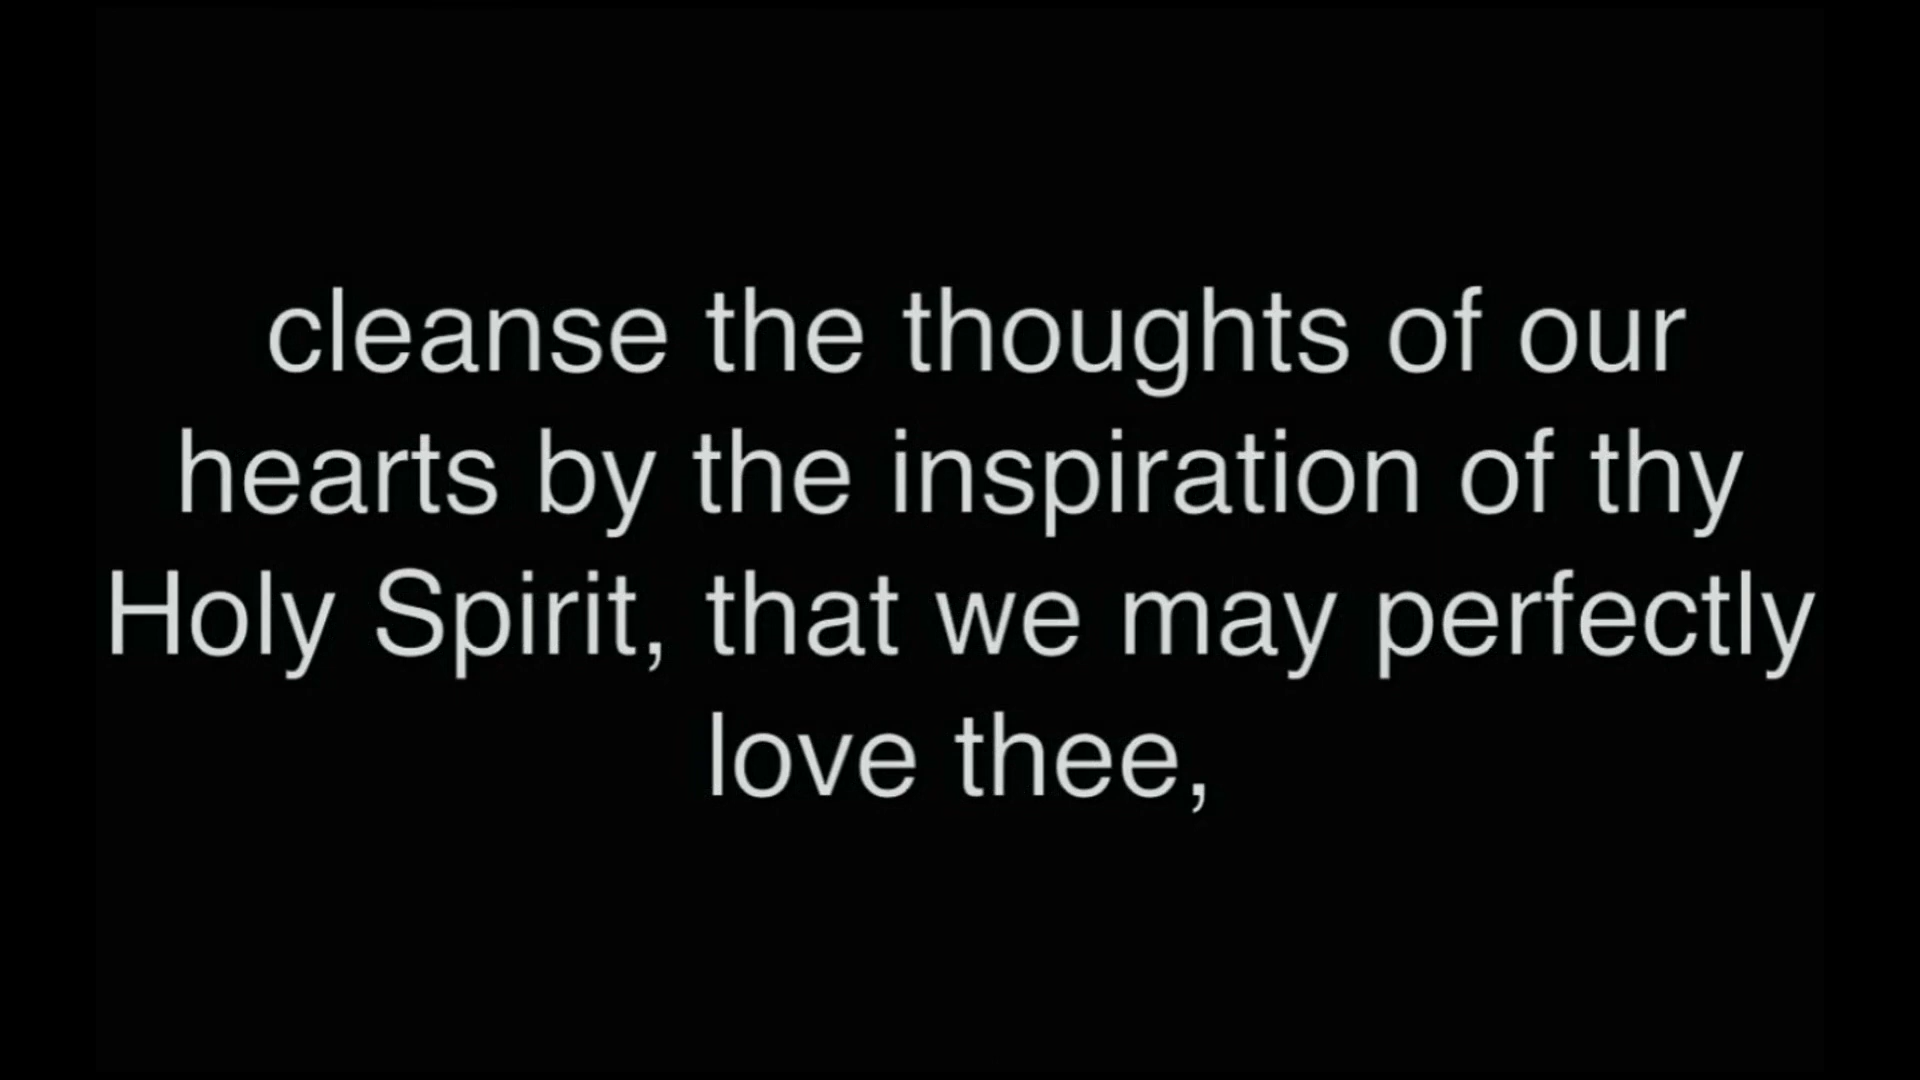 cleanse the thoughts of our
hearts by the inspiration of thy
Holy Spirit, that we may perfectly
love thee,